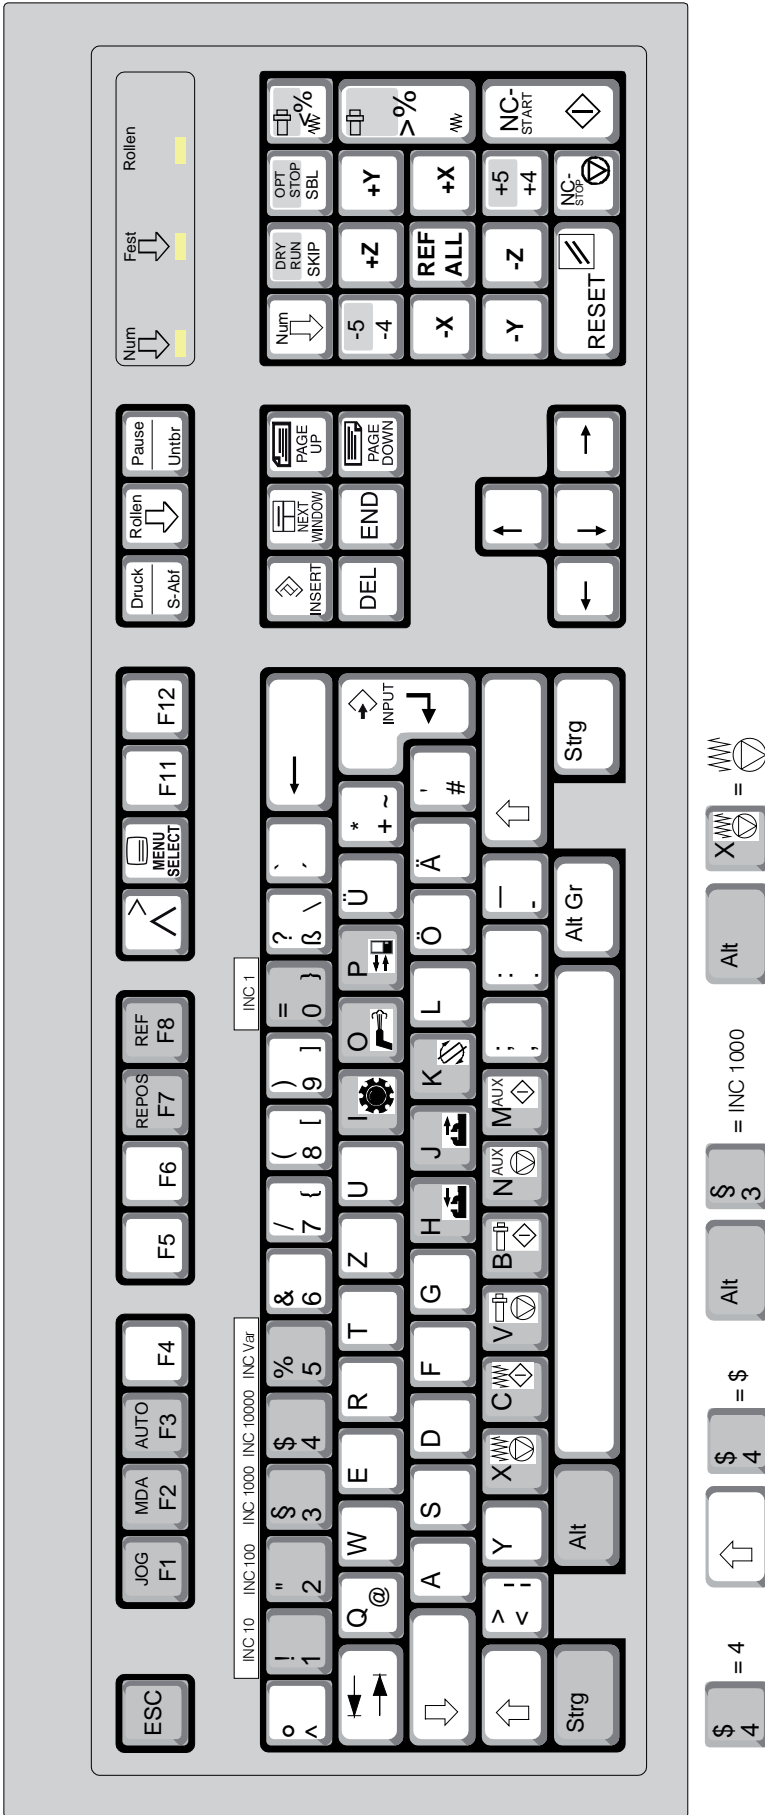 Num Fest Rollen
ESC
JOG
F1
MDA
F2
AUTO
F3
F4
F5
F6
REPOS
F7
REF
F8
MENU
SELECT
F11
F12
Druck
S-Abf
Rollen
Pause
Untbr
INC 10 INC 100 INC 1000 INC 10000 INC Var
INC 1
° ^
! 1
" 2
§ 3
$ 4
% 5
& 6
/ 7 {
( 8 [
) 9 ]
= 0 }
? ß \
` ´
←
INSERT
NEXT
WINDOW
PAGE
UP
Num
DRY
RUN
SKIP
OPT
STOP
SBL
<%
Q @
W
E
R
T
Z
U
I
O
P
Ü
* + ~
INPUT
DEL
END
PAGE
DOWN
-5
-4
+Z
+Y
>%
A
S
D
F
G
H
J
K
L
Ö
Ä
' #
-X
REF
ALL
+X
> < ¦
Y
X
C
V
B
N AUX
M AUX
; ,
: .
_ -
↑
-Y
-Z
+5
+4
NC-
START
Strg
Alt
Alt Gr
Strg
←
↓
→
RESET
NC-
STOP
$ 4 = 4
$ 4 = $
Alt § 3 = INC 1000
Alt X =